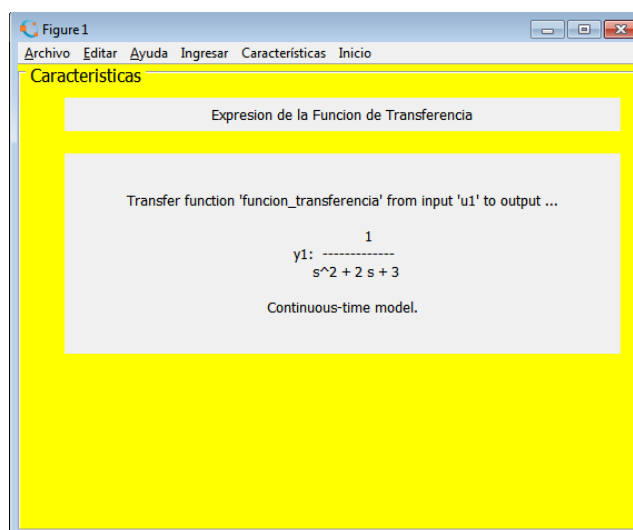 Figure 1
Archivo Editar Ayuda Ingresar Características Inicio
Caracteristicas
Expresion de la Funcion de Transferencia
Transfer function 'funcion_transferencia' from input 'u1' to output ...
1
y1: -------------
s^2 + 2 s + 3
Continuous-time model.